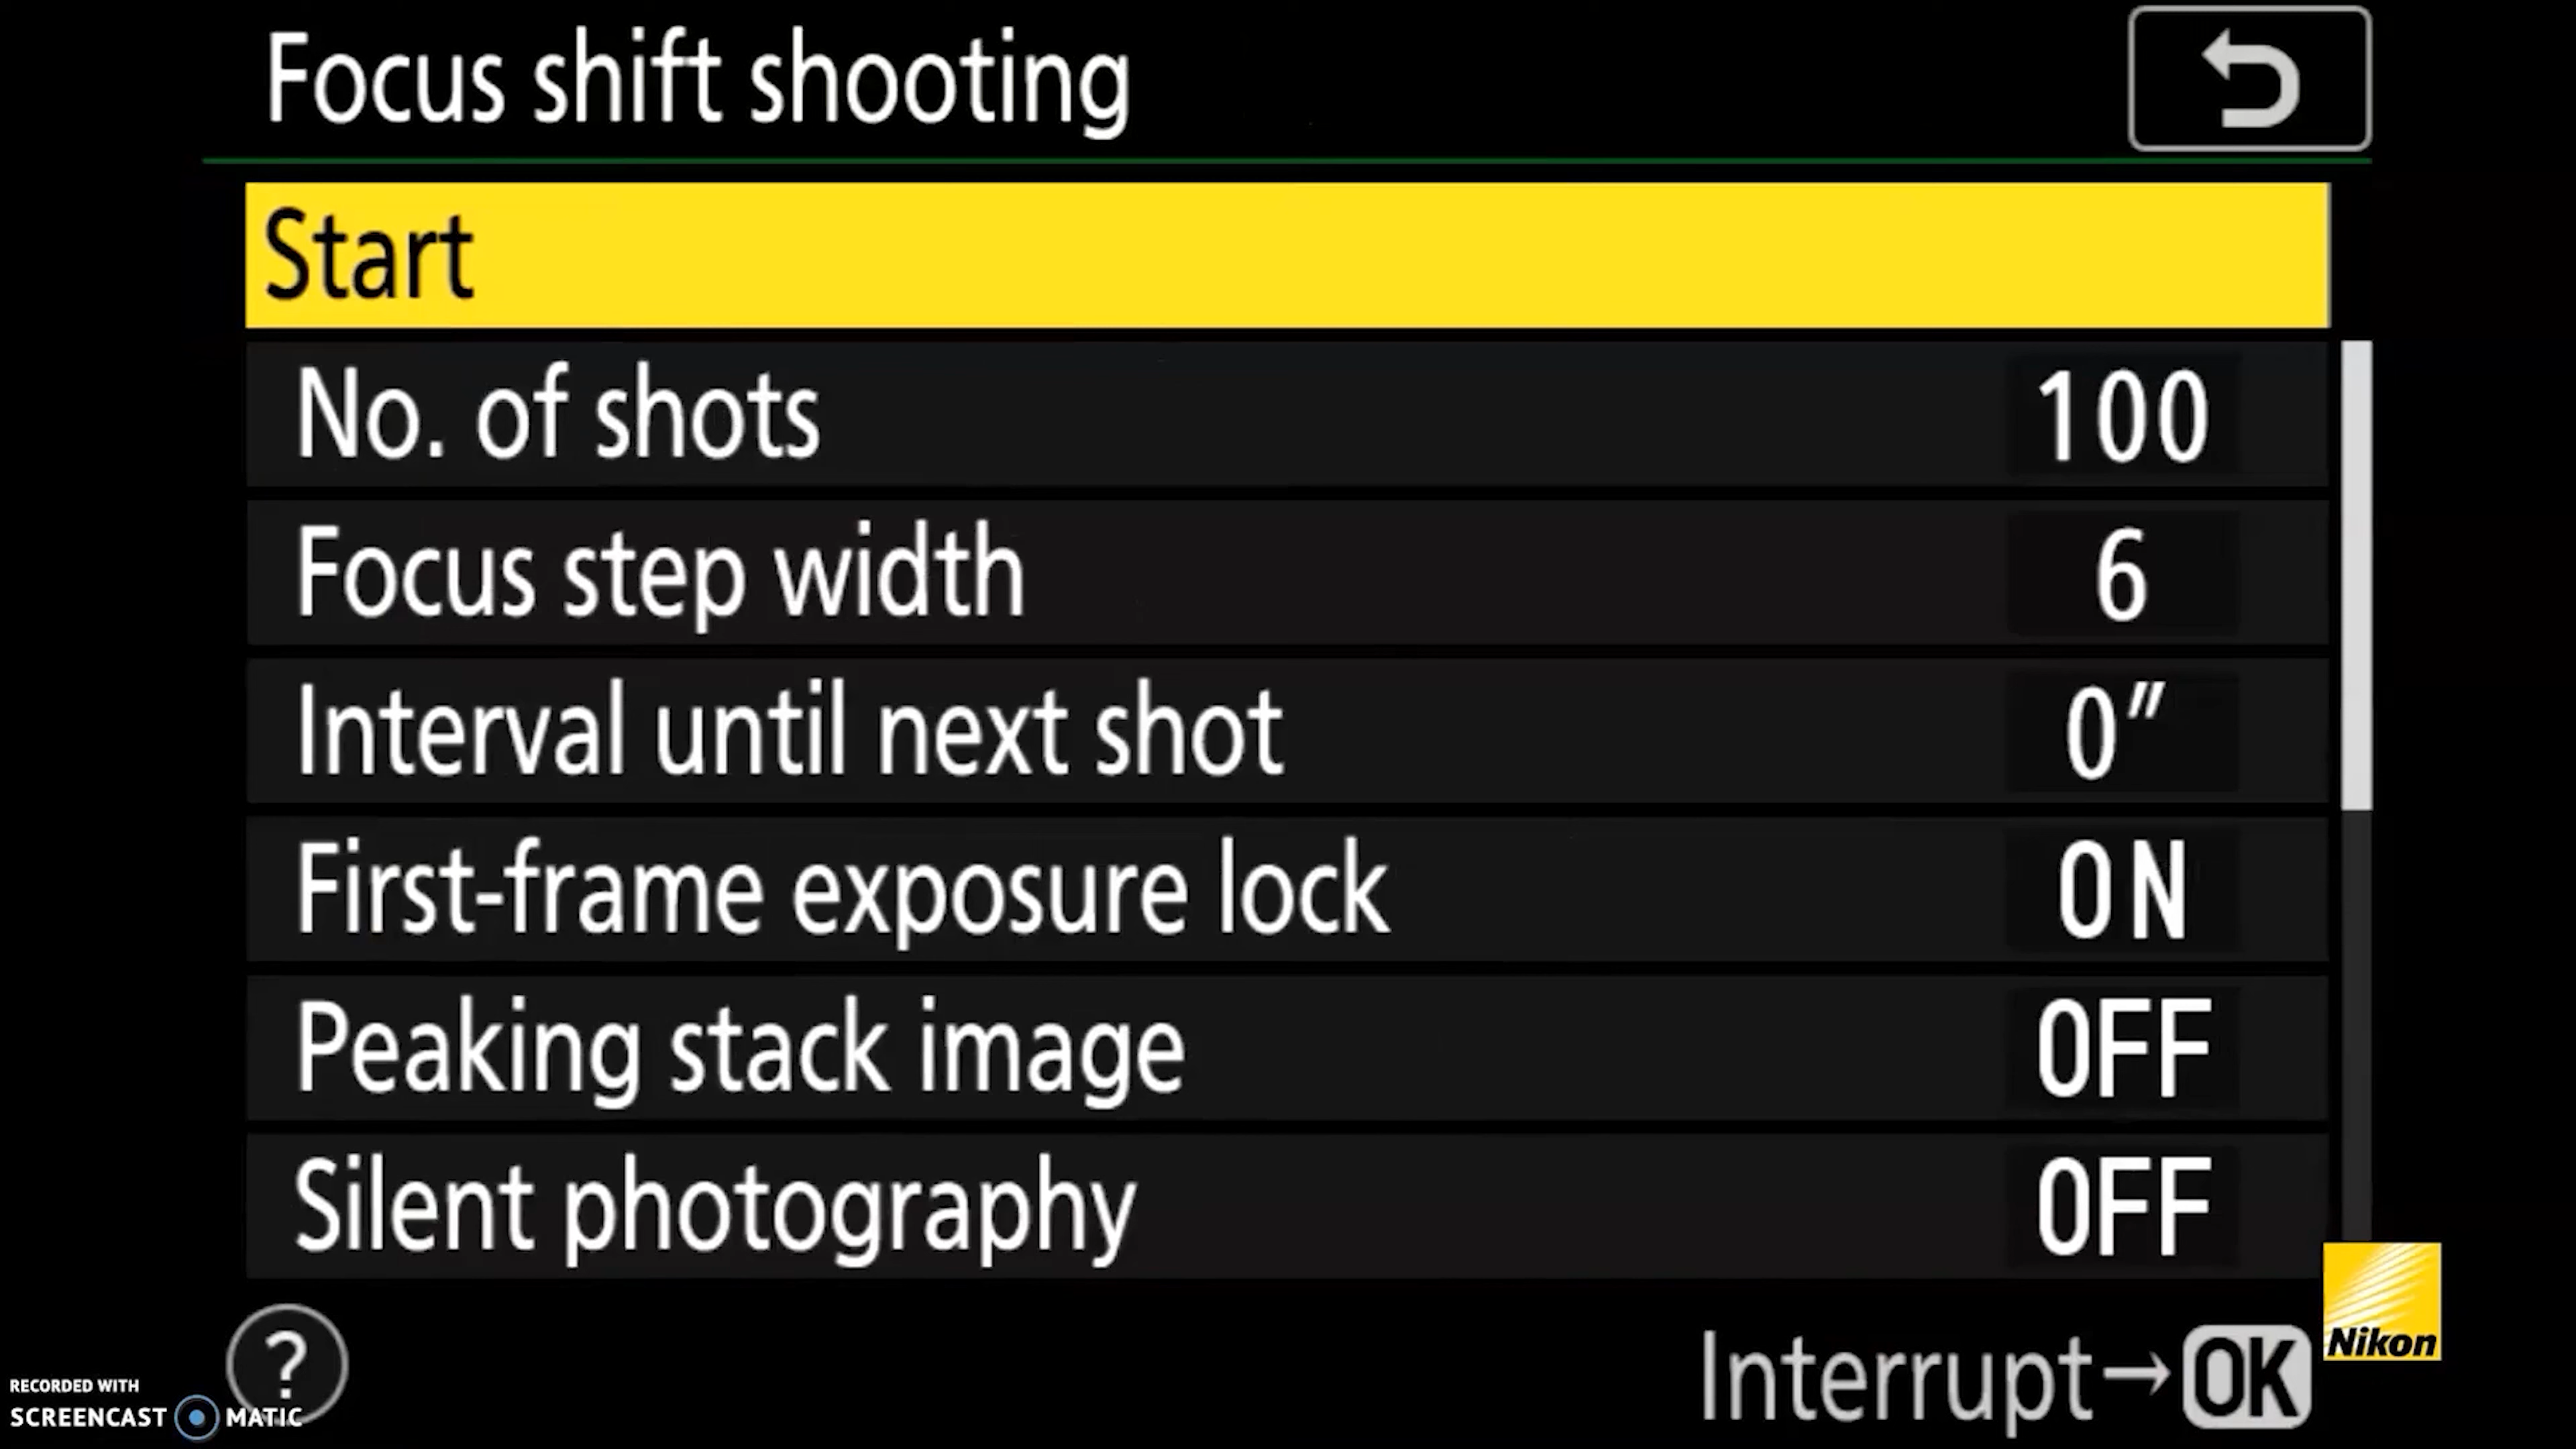 Focus shift shooting
Start
No. of shots 100
Focus step width 6
Interval until next shot 0"
First-frame exposure lock ON
Peaking stack image OFF
Silent photography OFF
?
Interrupt→OK
Nikon
RECORDED WITH
SCREENCAST MATIC